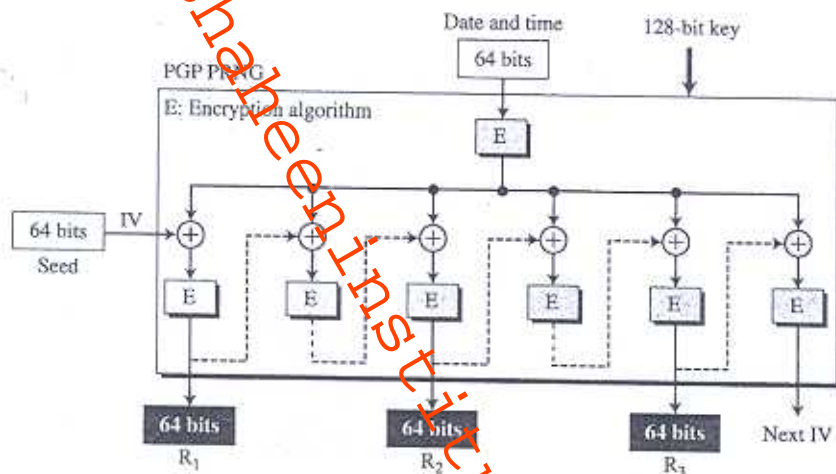 Date and time
128-bit key
64 bits
PGP PRNG
E: Encryption algorithm
E
64 bits
IV
Seed
+ + + + + +
E E E E E E
64 bits 64 bits 64 bits Next IV
R1 R2 R3
shaheeninstit